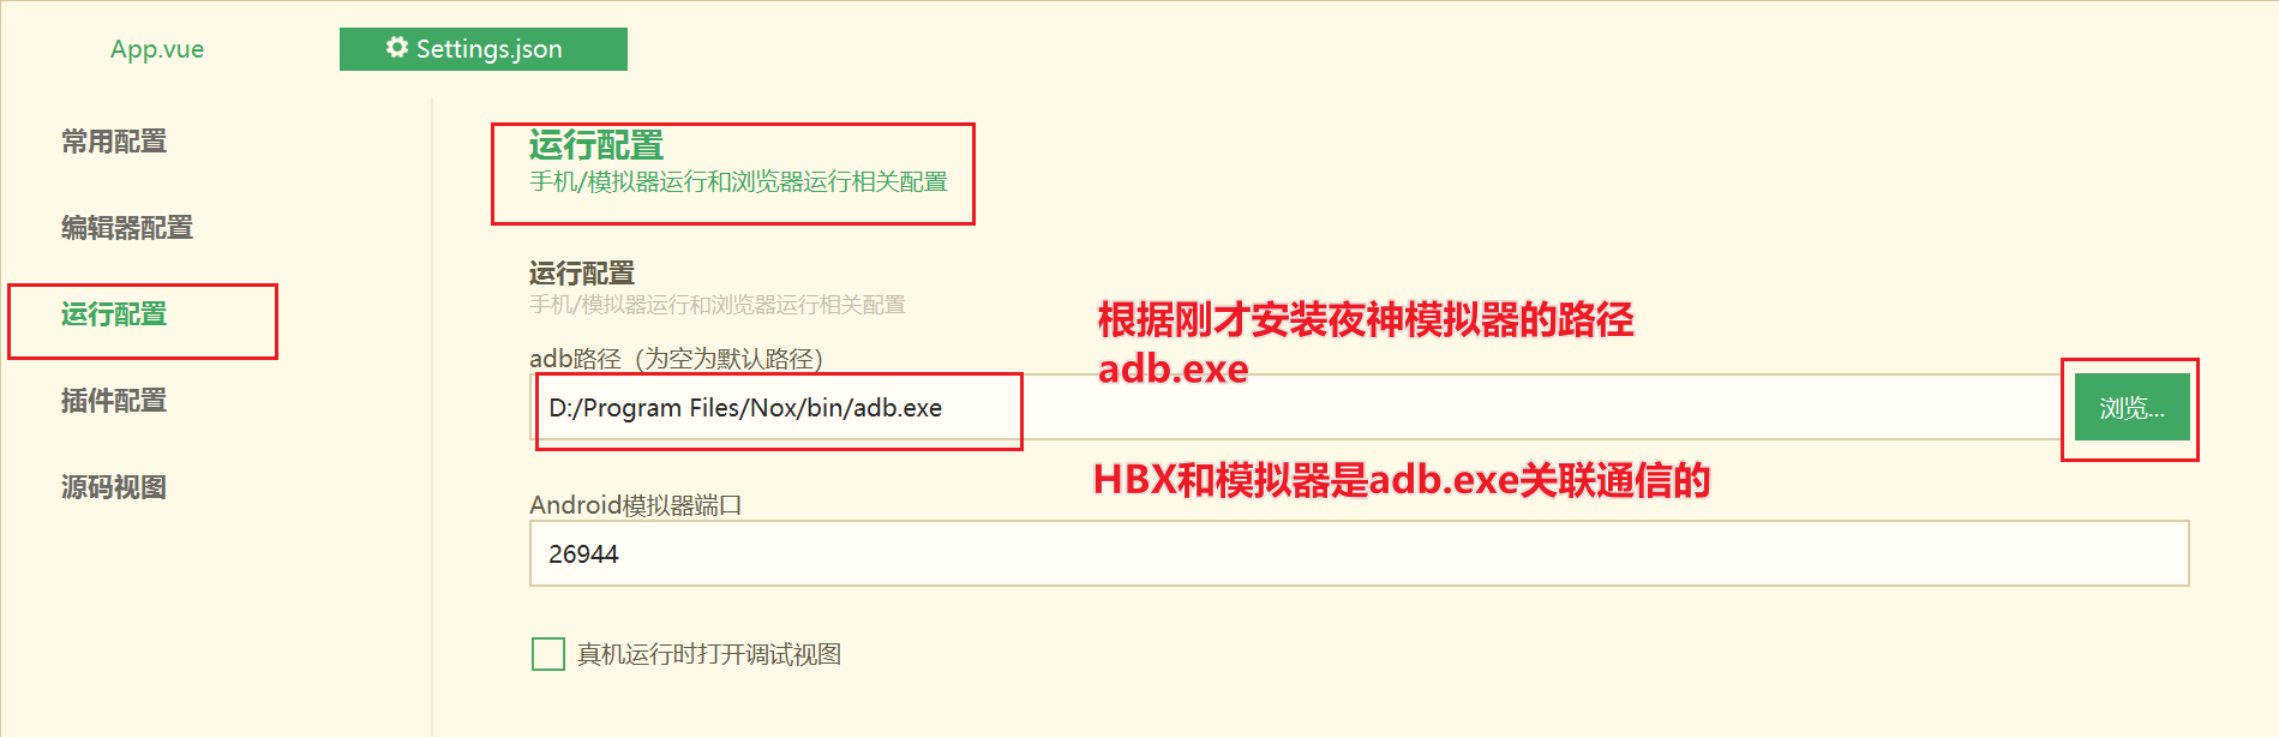 App.vue
Settings.json
常用配置
编辑器配置
运行配置
插件配置
源码视图
运行配置
手机/模拟器运行和浏览器运行相关配置
运行配置
手机/模拟器运行和浏览器运行相关配置
根据刚才安装夜神模拟器的路径
adb.exe
adb路径（为空为默认路径）
D:/Program Files/Nox/bin/adb.exe
浏览...
HBX和模拟器是adb.exe关联通信的
Android模拟器端口
26944
真机运行时打开调试视图